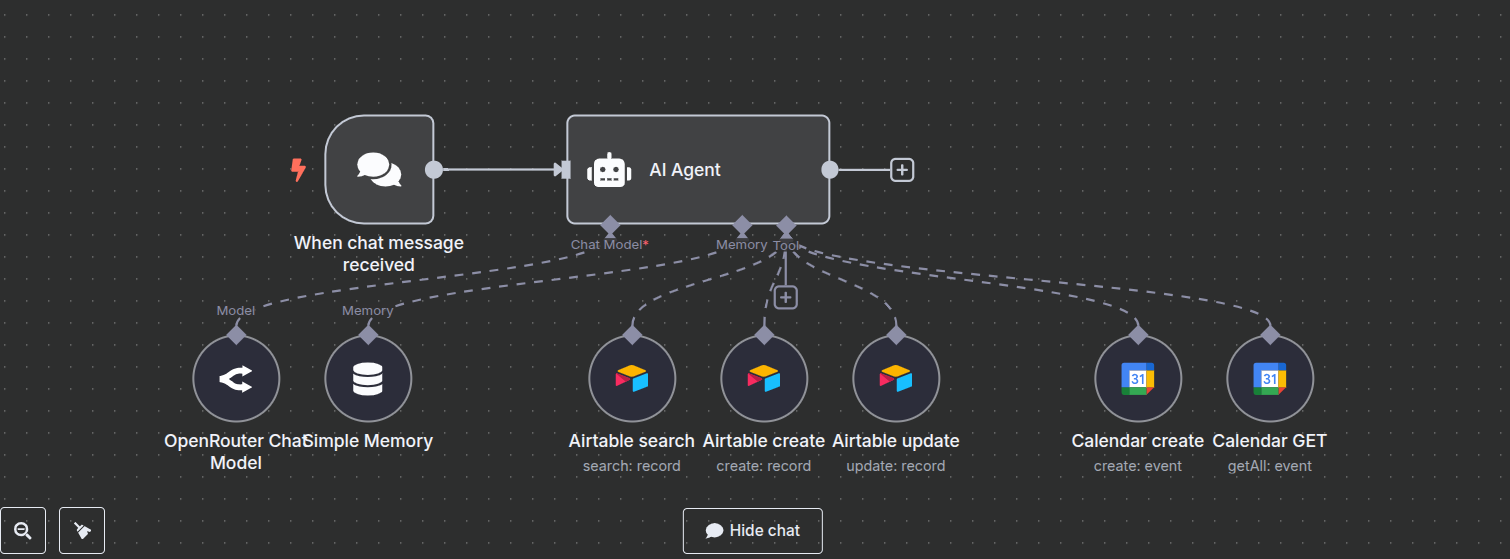 AI Agent
When chat message
received
Chat Model*
Memory
Tool
Model
Memory
31
31
OpenRouter Chat
Model
Simple Memory
Airtable search
search: record
Airtable create
create: record
Airtable update
update: record
Calendar create
create: event
Calendar GET
getAll: event
Hide chat